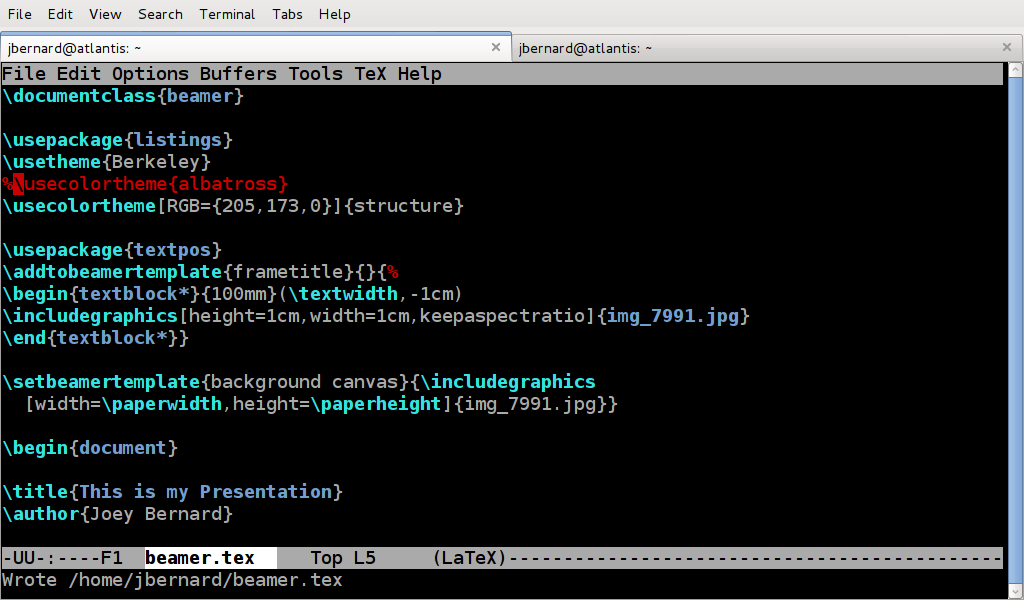 File Edit View Search Terminal Tabs Help
jbernard@atlantis: ~ × jbernard@atlantis: ~ ×
File Edit Options Buffers Tools TeX Help
\documentclass{beamer}
\usepackage{listings}
\usetheme{Berkeley}
%\usecolortheme{albatross}
\usecolortheme[RGB={205,173,0}]{structure}
\usepackage{textpos}
\addtobeamertemplate{frametitle}{}{%
\begin{textblock*}{100mm}(\textwidth,-1cm)
\includegraphics[height=1cm,width=1cm,keepaspectratio]{img_7991.jpg}
\end{textblock*}}
\setbeamertemplate{background canvas}{\includegraphics
  [width=\paperwidth,height=\paperheight]{img_7991.jpg}}
\begin{document}
\title{This is my Presentation}
\author{Joey Bernard}
-UU-:----F1  beamer.tex     Top L5     (LaTeX)---------------------------------------------
Wrote /home/jbernard/beamer.tex